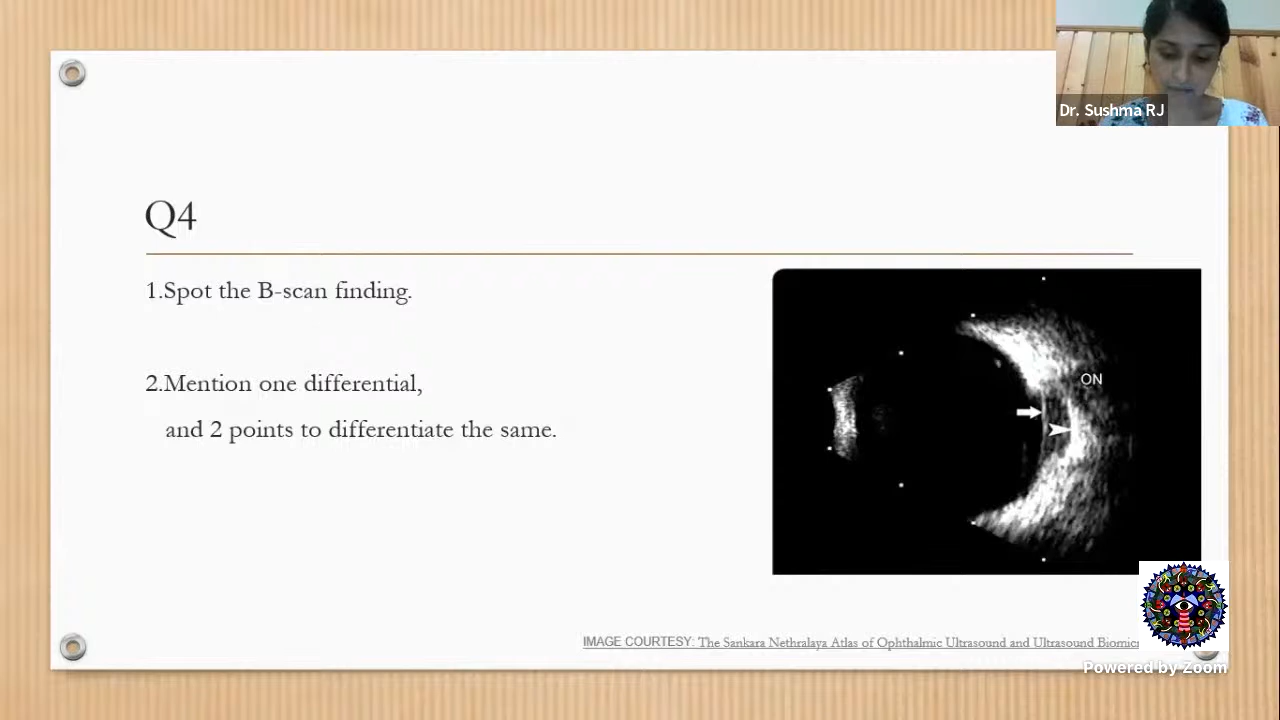 Dr. Sushma RJ
Q4
1.Spot the B-scan finding.
2.Mention one differential,
and 2 points to differentiate the same.
ON
IMAGE COURTESY: The Sankara Nethralaya Atlas of Ophthalmic Ultrasound and Ultrasound
Powered by Zoom